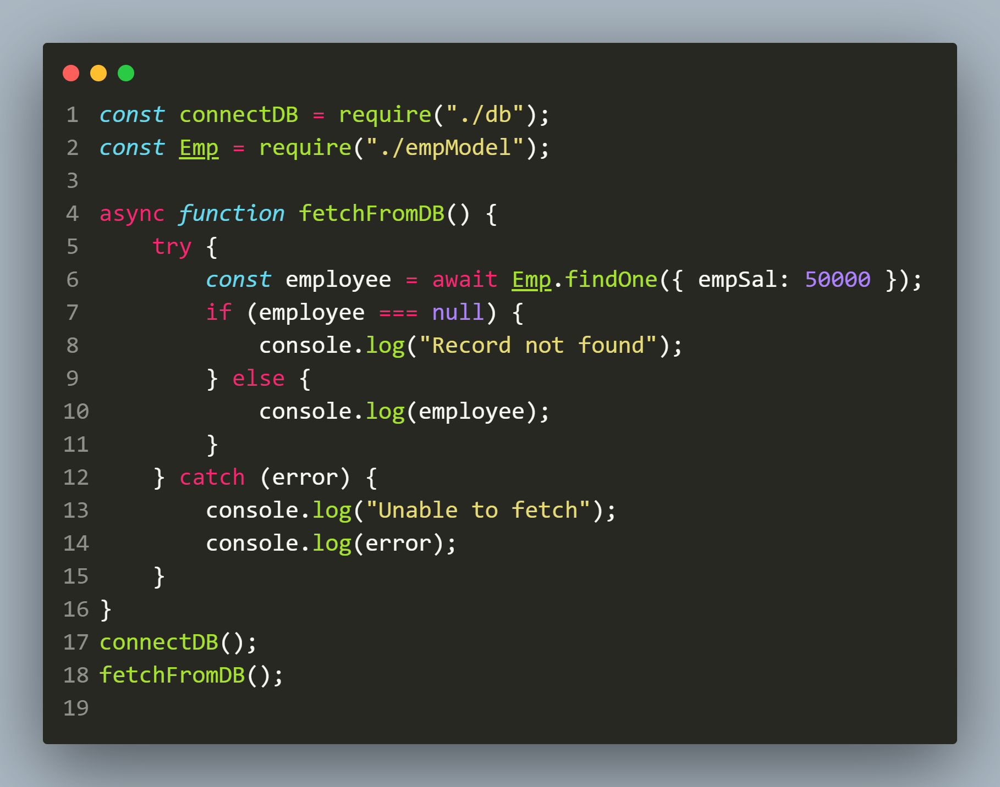 1 const connectDB = require("./db");
2 const Emp = require("./empModel");
3
4 async function fetchFromDB() {
5     try {
6         const employee = await Emp.findOne({ empSal: 50000 });
7         if (employee === null) {
8             console.log("Record not found");
9         } else {
10             console.log(employee);
11         }
12     } catch (error) {
13         console.log("Unable to fetch");
14         console.log(error);
15     }
16 }
17 connectDB();
18 fetchFromDB();
19